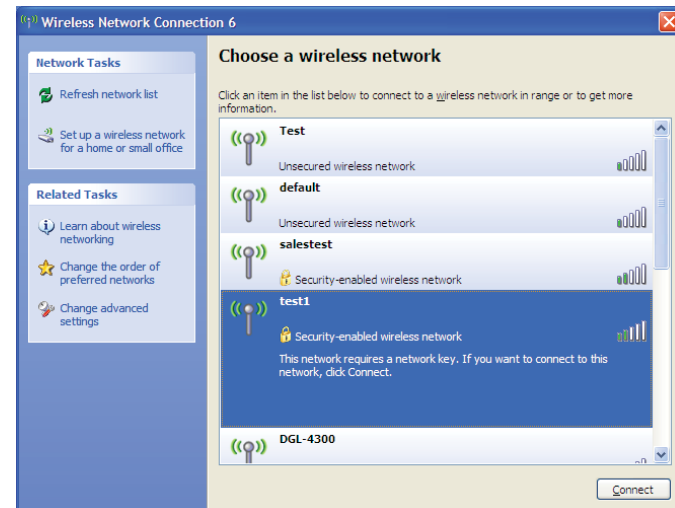 Wireless Network Connection 6
Network Tasks
Refresh network list
Set up a wireless network
for a home or small office
Related Tasks
Learn about wireless
networking
Change the order of
preferred networks
Change advanced
settings
Choose a wireless network
Click an item in the list below to connect to a wireless network in range or to get more
information.
Test
Unsecured wireless network
default
Unsecured wireless network
salestest
Security-enabled wireless network
test1
Security-enabled wireless network
This network requires a network key. If you want to connect to this
network, click Connect.
DGL-4300
Connect